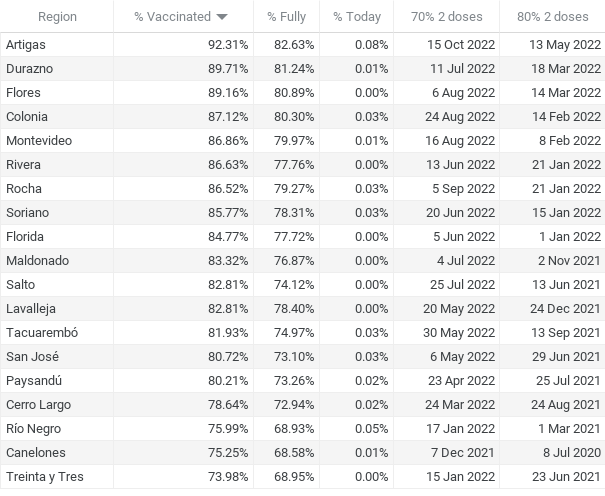 Region % Vaccinated % Fully % Today 70% 2 doses 80% 2 doses
Artigas 92.31% 82.63% 0.08% 15 Oct 2022 13 May 2022
Durazno 89.71% 81.24% 0.01% 11 Jul 2022 18 Mar 2022
Flores 89.16% 80.89% 0.00% 6 Aug 2022 14 Mar 2022
Colonia 87.12% 80.30% 0.03% 24 Aug 2022 14 Feb 2022
Montevideo 86.86% 79.97% 0.01% 16 Aug 2022 8 Feb 2022
Rivera 86.63% 77.76% 0.00% 13 Jun 2022 21 Jan 2022
Rocha 86.52% 79.27% 0.03% 5 Sep 2022 21 Jan 2022
Soriano 85.77% 78.31% 0.03% 20 Jun 2022 15 Jan 2022
Florida 84.77% 77.72% 0.00% 5 Jun 2022 1 Jan 2022
Maldonado 83.32% 76.87% 0.00% 4 Jul 2022 2 Nov 2021
Salto 82.81% 74.12% 0.00% 25 Jul 2022 13 Jun 2021
Lavalleja 82.81% 78.40% 0.00% 20 May 2022 24 Dec 2021
Tacuarembó 81.93% 74.97% 0.03% 30 May 2022 13 Sep 2021
San José 80.72% 73.10% 0.03% 6 May 2022 29 Jun 2021
Paysandú 80.21% 73.26% 0.02% 23 Apr 2022 25 Jul 2021
Cerro Largo 78.64% 72.94% 0.02% 24 Mar 2022 24 Aug 2021
Río Negro 75.99% 68.93% 0.05% 17 Jan 2022 1 Mar 2021
Canelones 75.25% 68.58% 0.01% 7 Dec 2021 8 Jul 2020
Treinta y Tres 73.98% 68.95% 0.00% 15 Jan 2022 23 Jun 2021